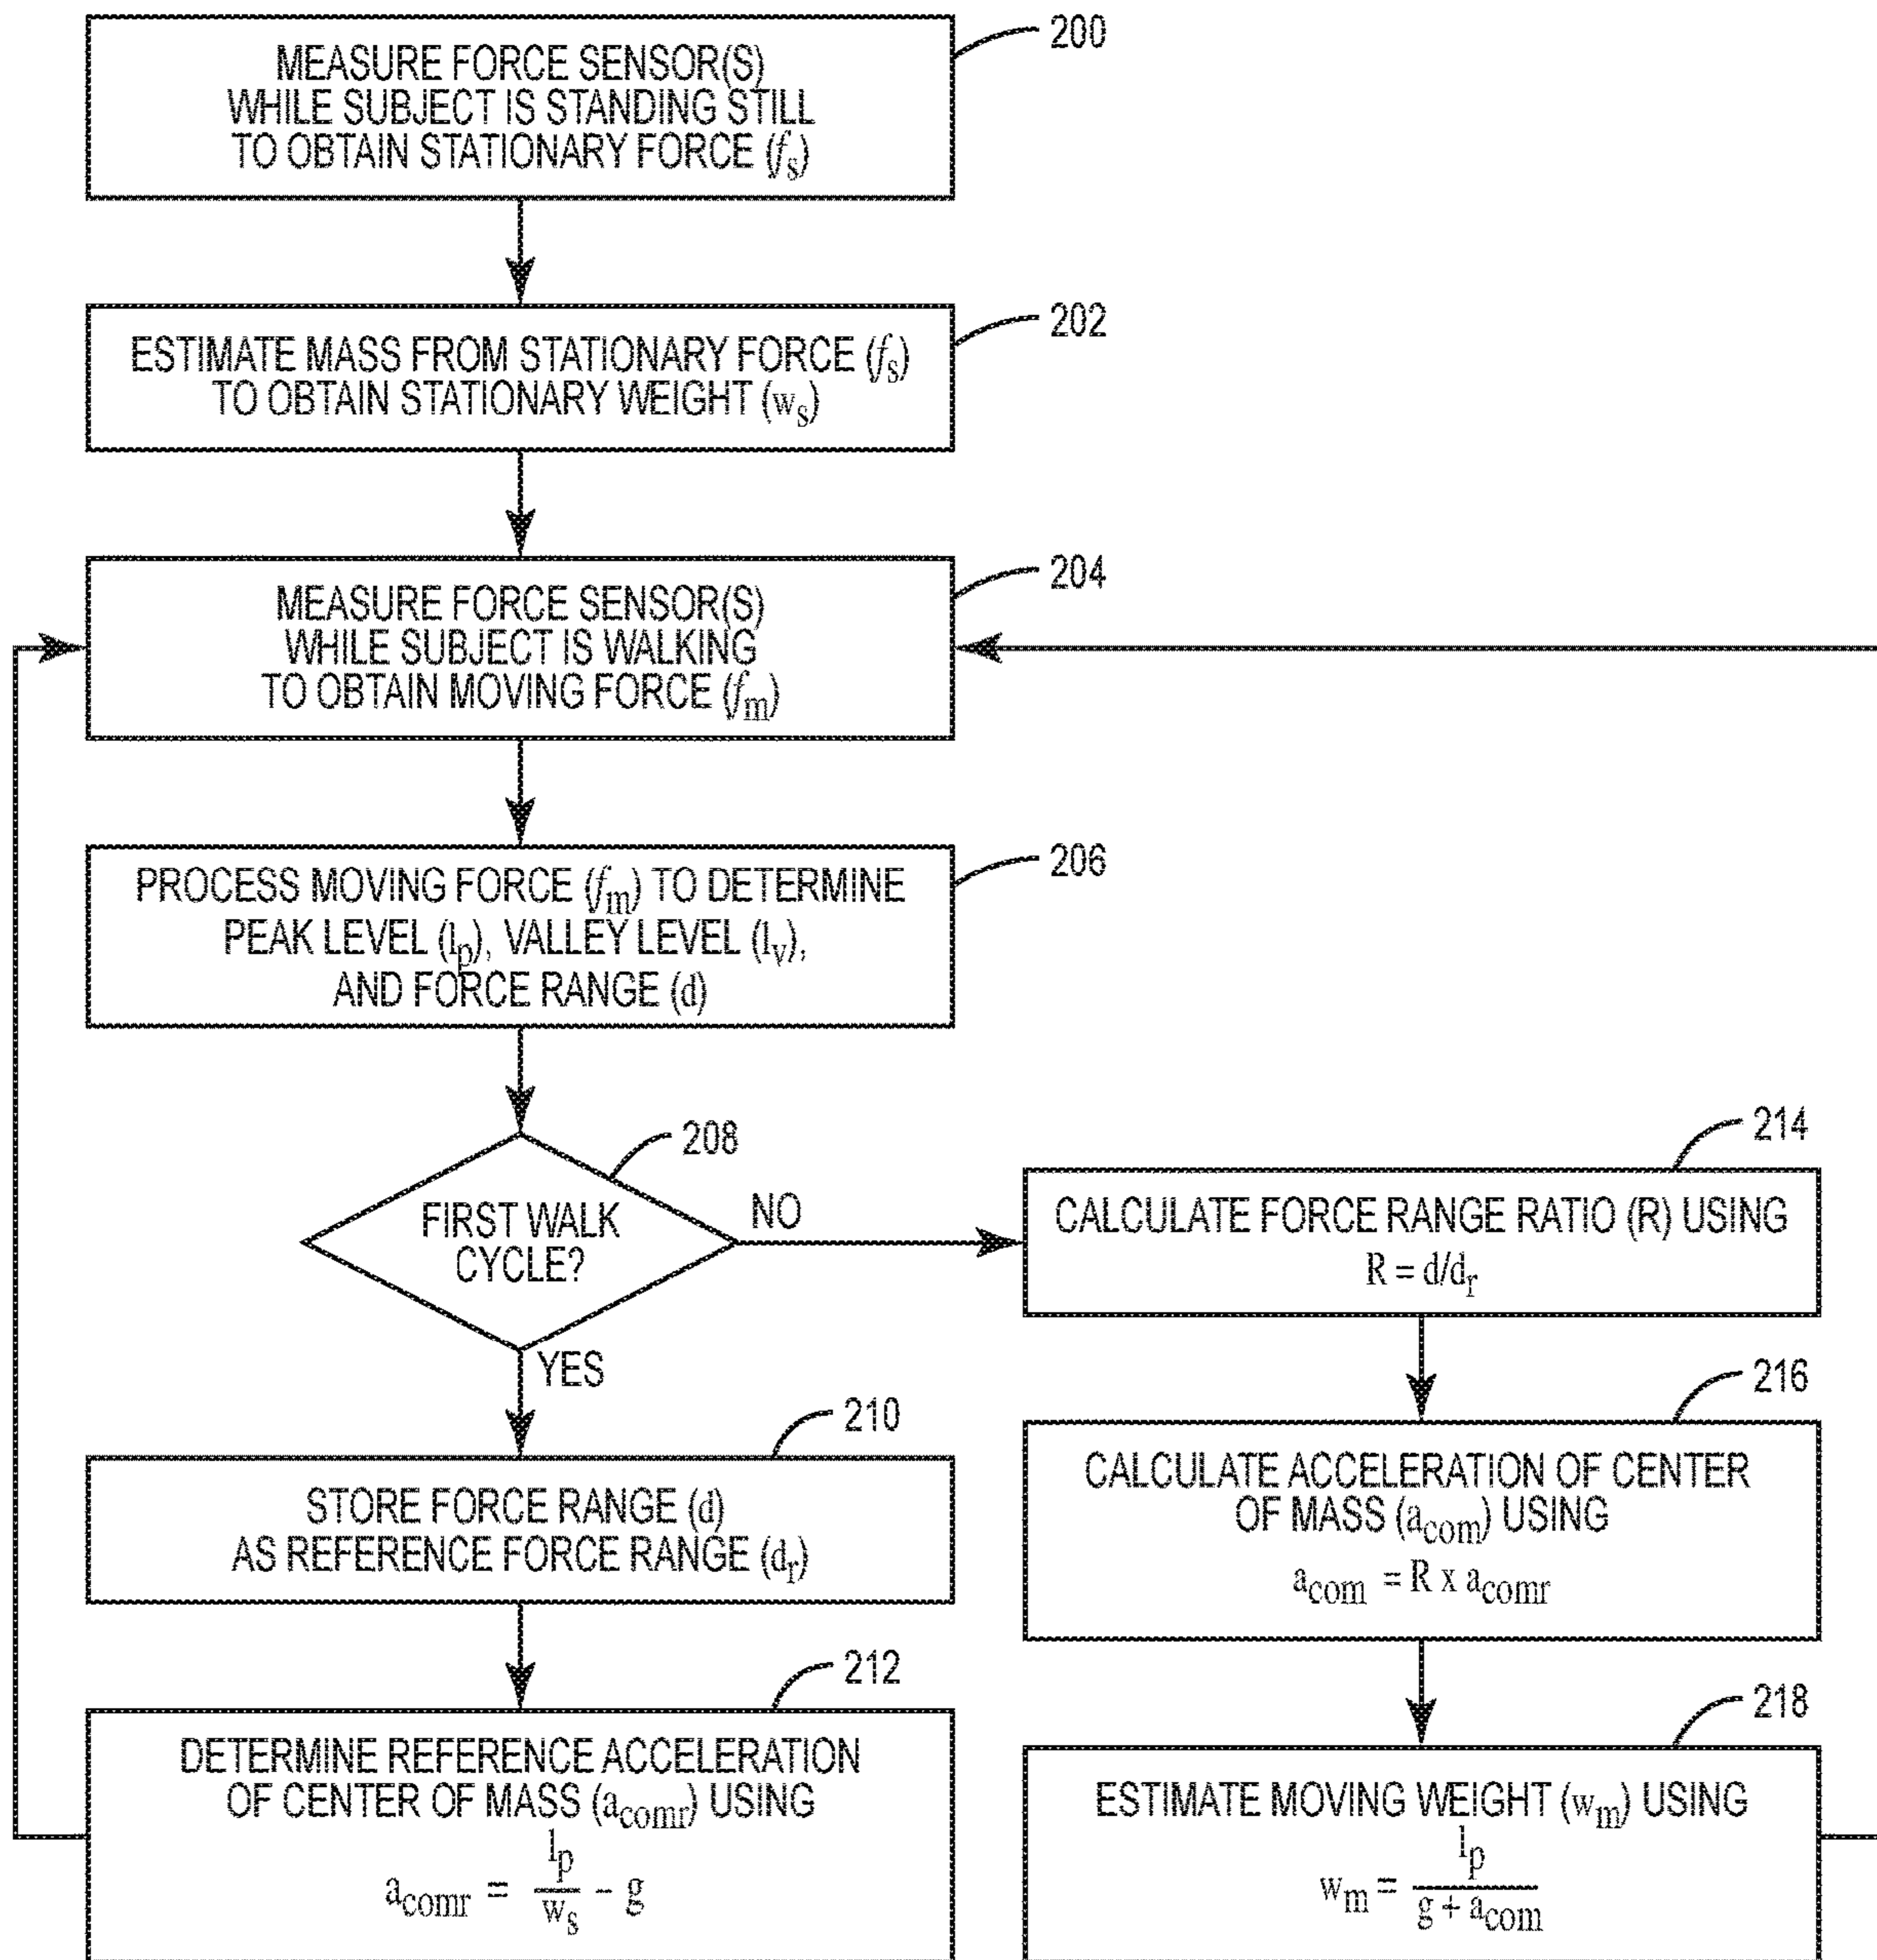 200
MEASURE FORCE SENSOR(S)
WHILE SUBJECT IS STANDING STILL
TO OBTAIN STATIONARY FORCE (fs)
202
ESTIMATE MASS FROM STATIONARY FORCE (fs)
TO OBTAIN STATIONARY WEIGHT (ws)
204
MEASURE FORCE SENSOR(S)
WHILE SUBJECT IS WALKING
TO OBTAIN MOVING FORCE (fm)
206
PROCESS MOVING FORCE (fm) TO DETERMINE
PEAK LEVEL (lp), VALLEY LEVEL (lv),
AND FORCE RANGE (d)
208
FIRST WALK
CYCLE?
NO
YES
210
STORE FORCE RANGE (d)
AS REFERENCE FORCE RANGE (dr)
212
DETERMINE REFERENCE ACCELERATION
OF CENTER OF MASS (acomr) USING
acomr = lp/ws - g
214
CALCULATE FORCE RANGE RATIO (R) USING
R = d/dr
216
CALCULATE ACCELERATION OF CENTER
OF MASS (acom) USING
acom = R x acomr
218
ESTIMATE MOVING WEIGHT (wm) USING
wm = lp/g + acom